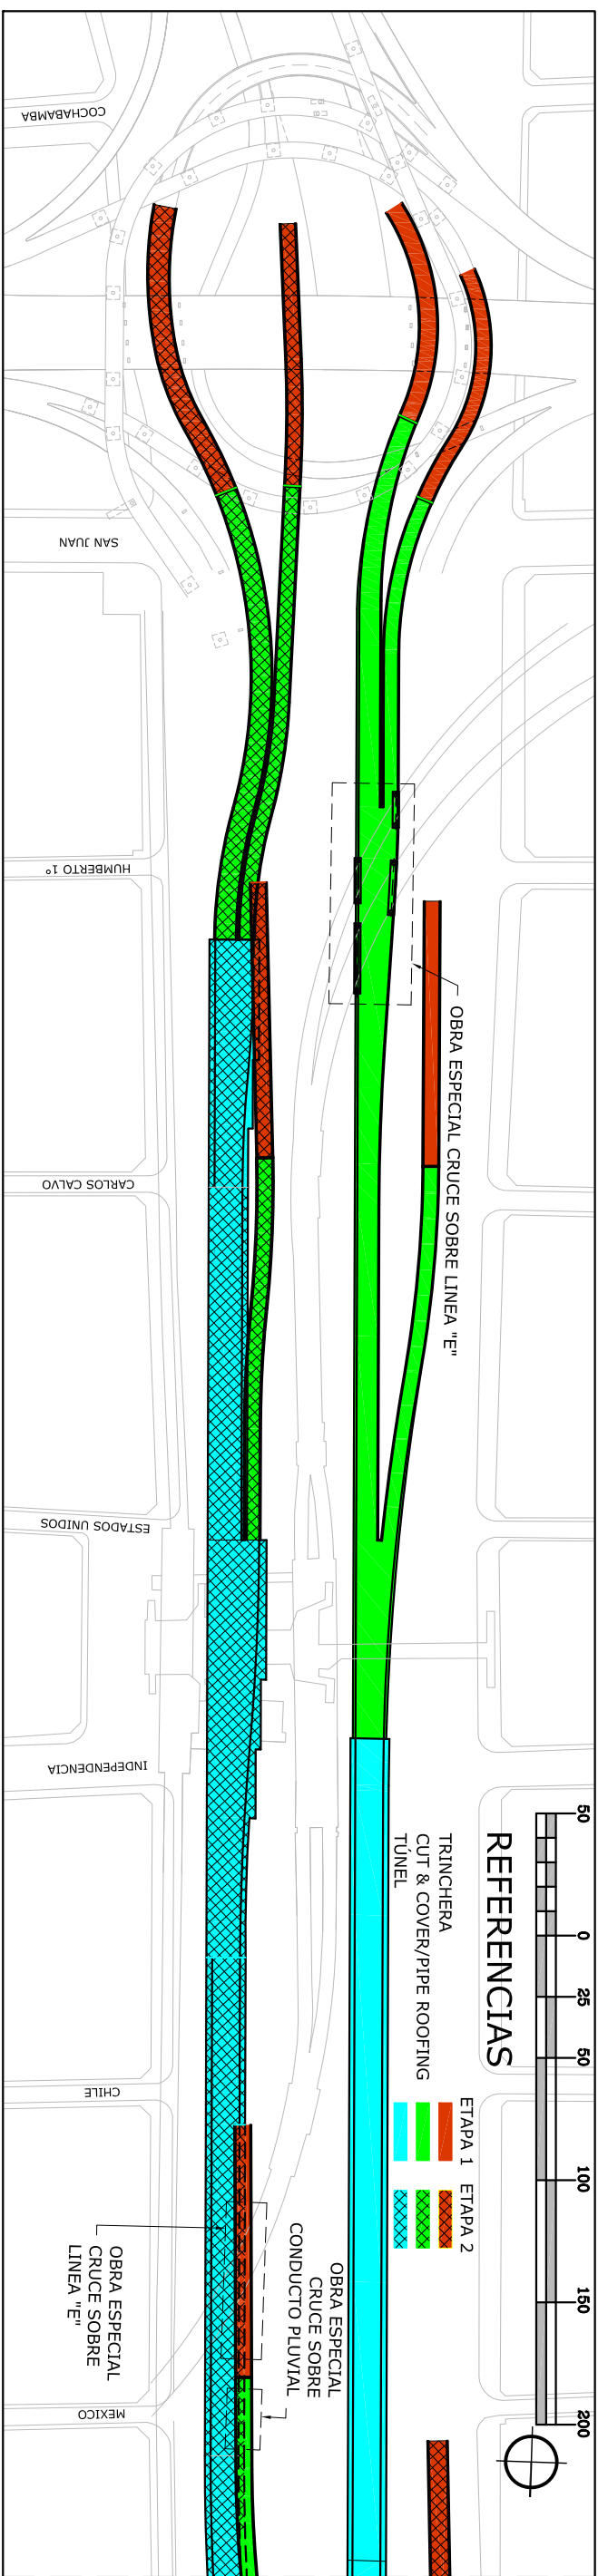 COCHABAMBA
SAN JUAN
HUMBERTO 1º
CARLOS CALVO
ESTADOS UNIDOS
INDEPENDENCIA
CHILE
MEXICO
OBRA ESPECIAL CRUCE SOBRE LINEA "E"
REFERENCIAS
ETAPA 1 ETAPA 2
TRINCHERA
CUT & COVER/PIPE ROOFING
TÚNEL
50 0 25 50 100 150 200
OBRA ESPECIAL
CRUCE SOBRE
CONDUCTO PLUVIAL
OBRA ESPECIAL
CRUCE SOBRE
LINEA "E"